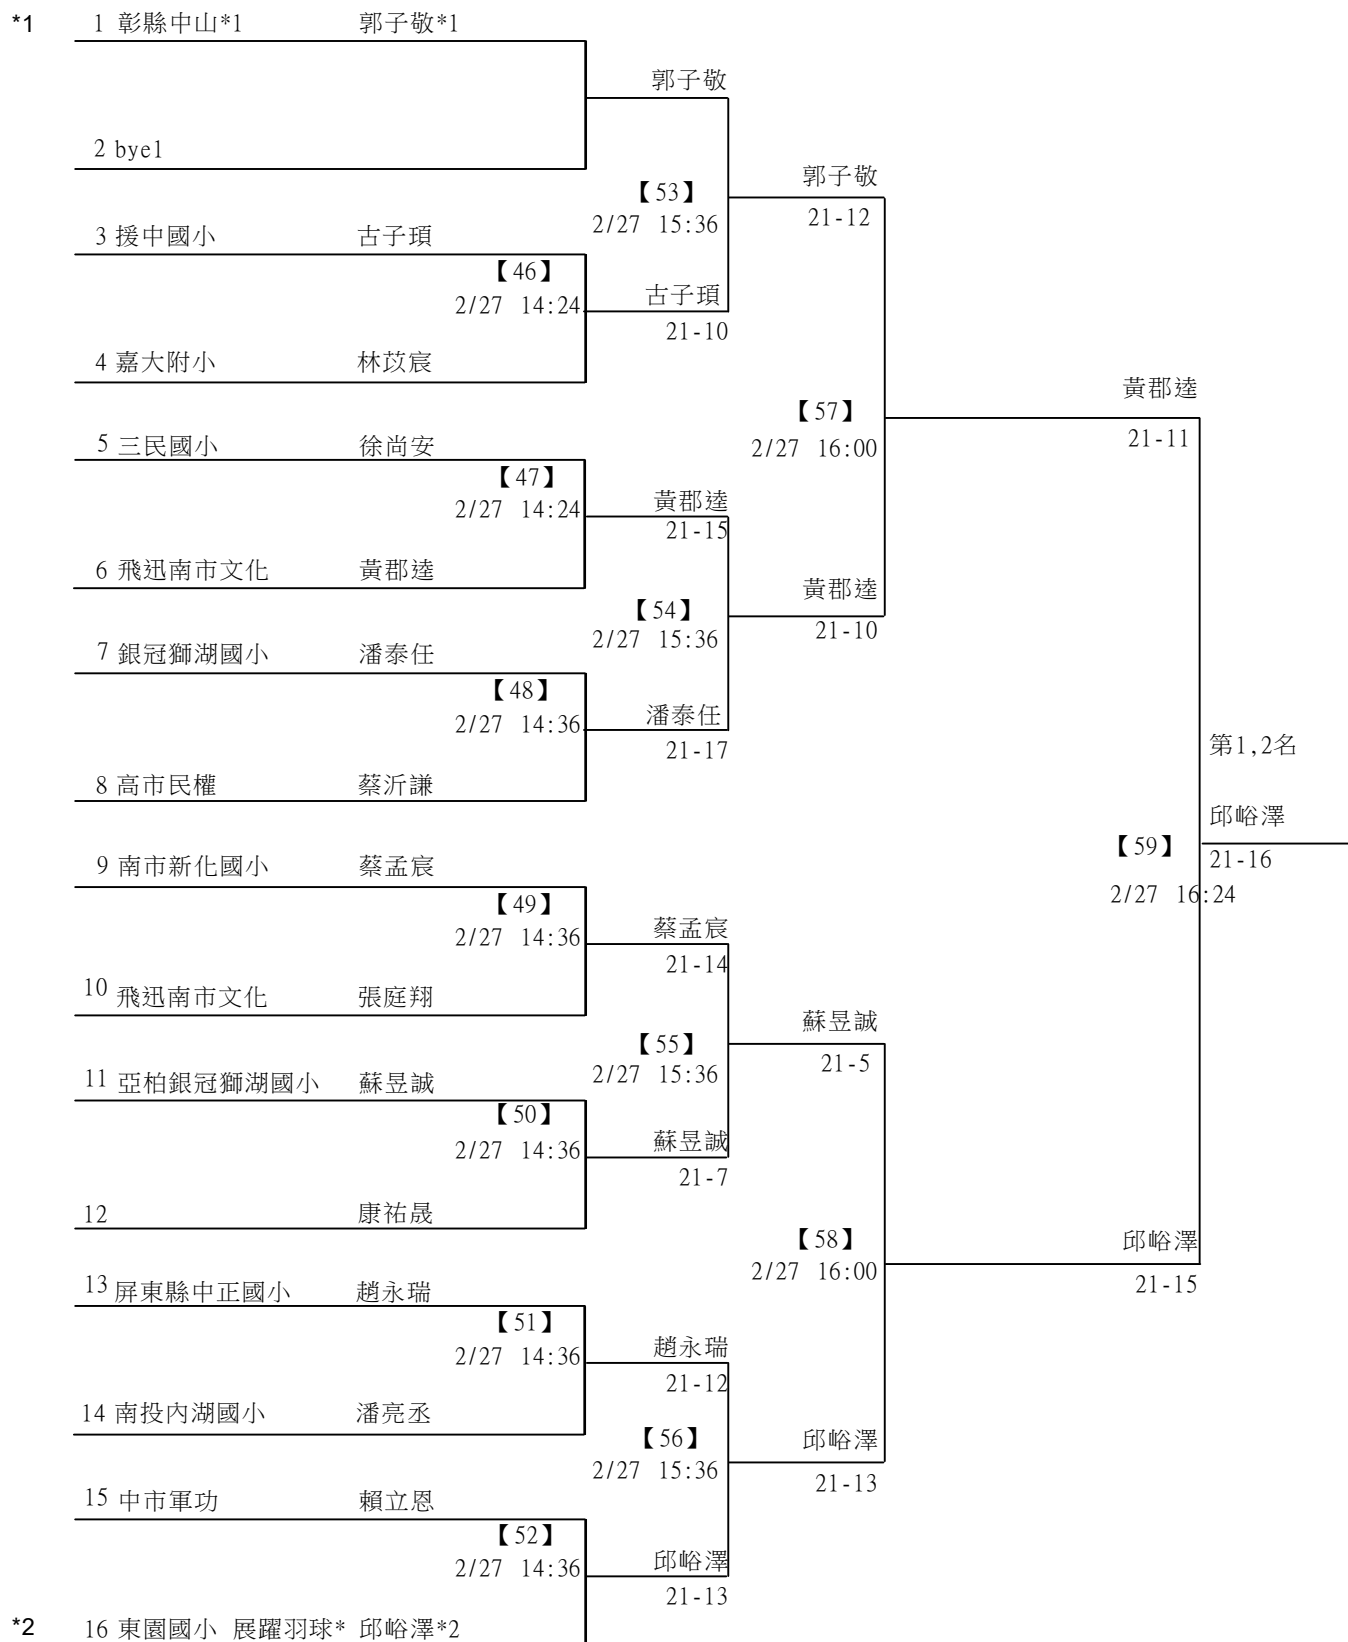 *1 1 彰縣中山*1 郭子敬*1
郭子敬
2 bye1
郭子敬
【53】
21-12
2/27 15:36
3 援中國小 古子頊
【46】
2/27 14:24
古子頊
21-10
4 嘉大附小 林苡宸
黃郡逵
【57】
21-11
2/27 16:00
5 三民國小 徐尚安
【47】
2/27 14:24
黃郡逵
21-15
6 飛迅南市文化 黃郡逵
黃郡逵
【54】
21-10
2/27 15:36
7 銀冠獅湖國小 潘泰任
【48】
2/27 14:36
潘泰任
21-17
第1,2名
8 高市民權 蔡沂謙
邱峪澤
【59】
21-16
2/27 16:24
9 南市新化國小 蔡孟宸
【49】
2/27 14:36
蔡孟宸
21-14
10 飛迅南市文化 張庭翔
蘇昱誠
【55】
21-5
2/27 15:36
11 亞柏銀冠獅湖國小 蘇昱誠
【50】
2/27 14:36
蘇昱誠
21-7
12 康祐晟
【58】
邱峪澤
2/27 16:00
21-15
13 屏東縣中正國小 趙永瑞
【51】
2/27 14:36
趙永瑞
21-12
14 南投內湖國小 潘亮丞
【56】
邱峪澤
2/27 15:36
21-13
15 中市軍功 賴立恩
【52】
2/27 14:36
邱峪澤
21-13
*2 16 東園國小 展躍羽球* 邱峪澤*2